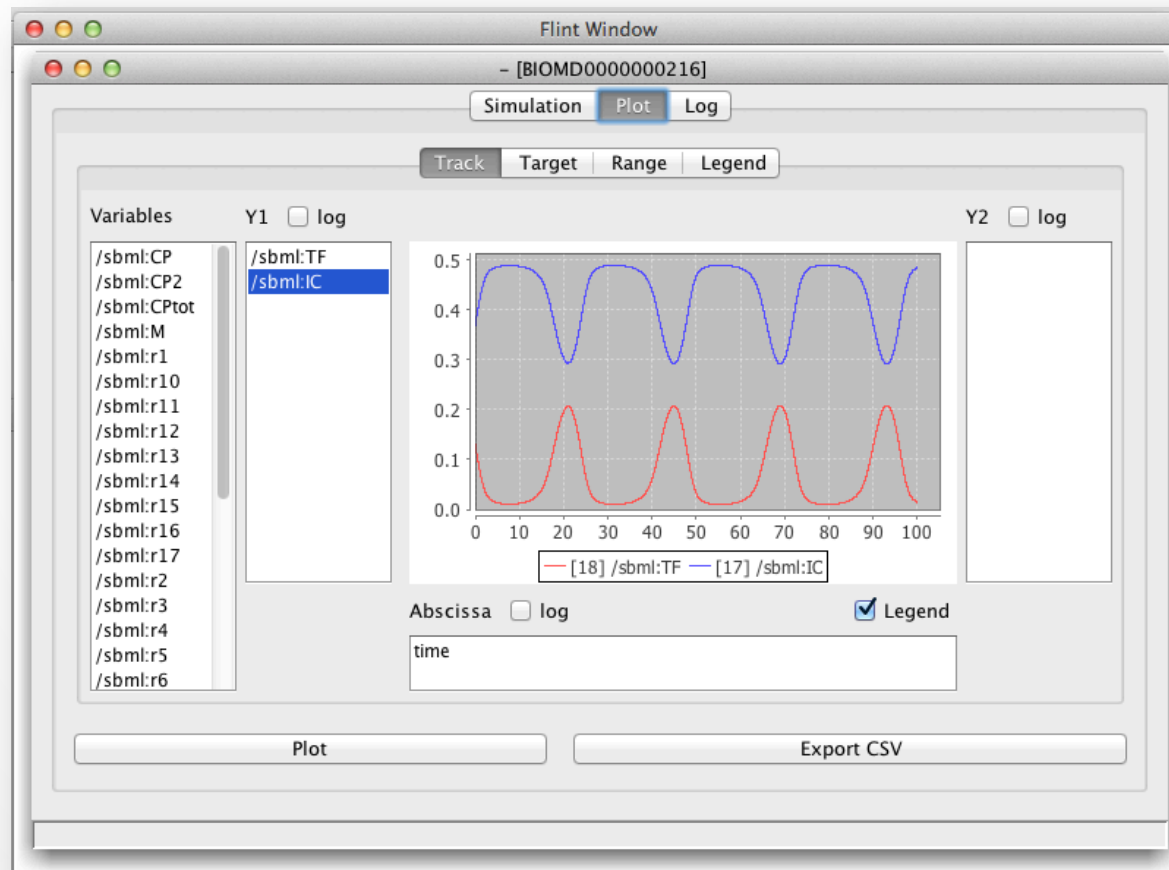 Flint Window
– [BIOMD0000000216]
Simulation Plot Log
Track Target Range Legend
Variables Y1 log Y2 log
/sbml:CP
/sbml:CP2
/sbml:CPtot
/sbml:M
/sbml:r1
/sbml:r10
/sbml:r11
/sbml:r12
/sbml:r13
/sbml:r14
/sbml:r15
/sbml:r16
/sbml:r17
/sbml:r2
/sbml:r3
/sbml:r4
/sbml:r5
/sbml:r6
/sbml:TF
/sbml:IC
0.5
0.4
0.3
0.2
0.1
0.0
0 10 20 30 40 50 60 70 80 90 100
[18] /sbml:TF [17] /sbml:IC
Abscissa log Legend
time
Plot Export CSV